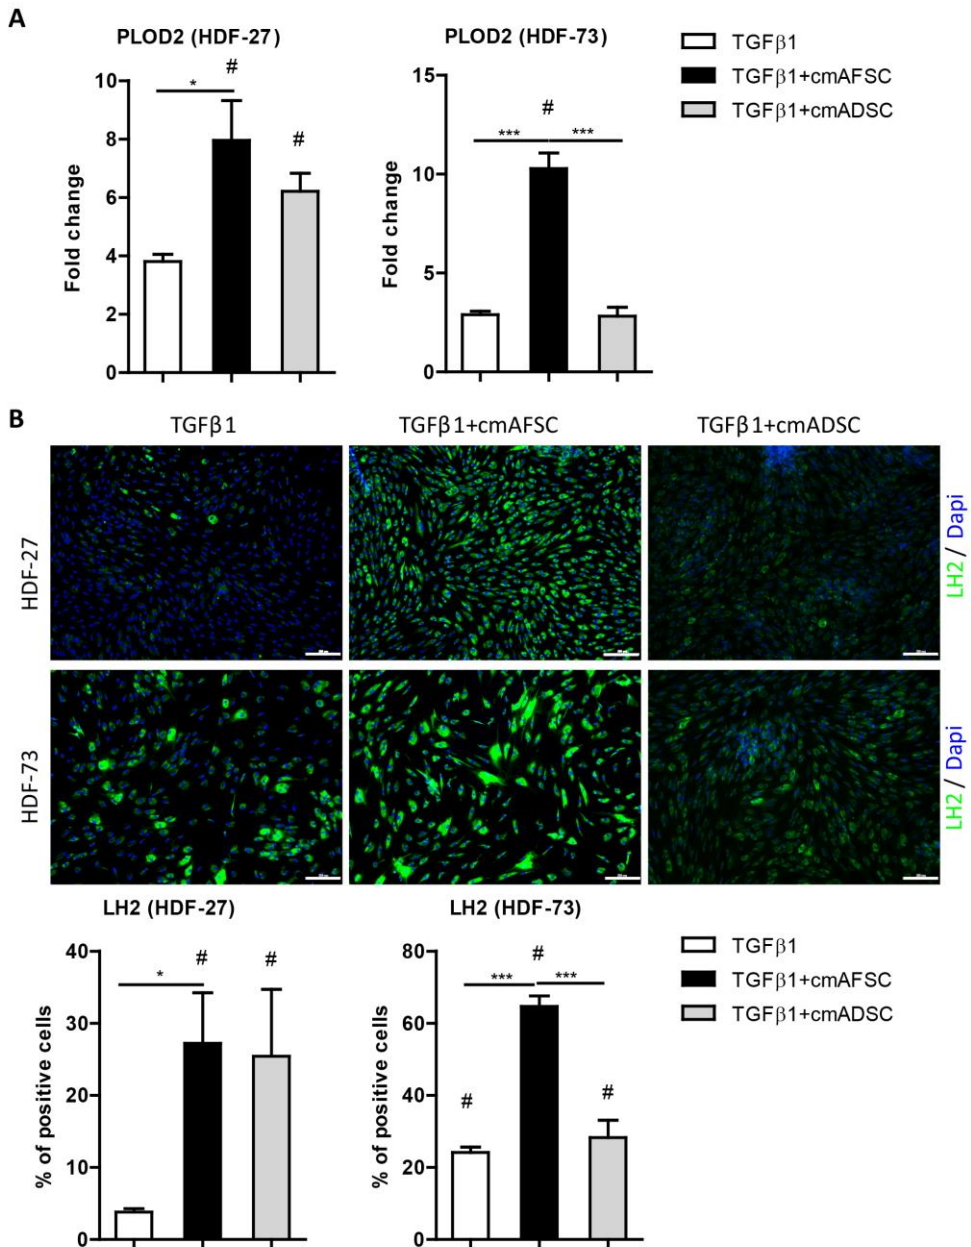 A
PLOD2 (HDF-27)
PLOD2 (HDF-73)
TGFβ1
TGFβ1+cmAFSC
TGFβ1+cmADSC
Fold change
10
8
6
4
2
0
*
#
#
Fold change
15
10
5
0
***
#
***
B
TGFβ1
TGFβ1+cmAFSC
TGFβ1+cmADSC
HDF-27
LH2 / Dapi
HDF-73
LH2 / Dapi
LH2 (HDF-27)
LH2 (HDF-73)
TGFβ1
TGFβ1+cmAFSC
TGFβ1+cmADSC
% of positive cells
40
30
20
10
0
*
#
#
% of positive cells
80
60
40
20
0
#
***
#
***
#